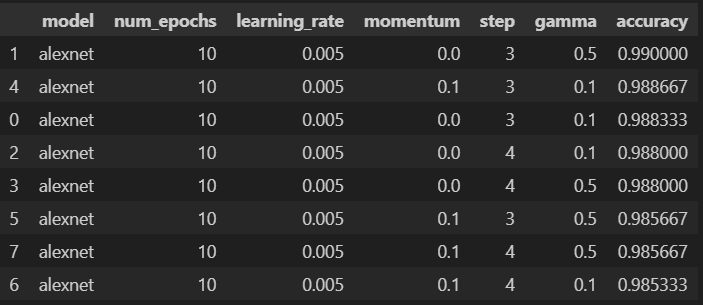 model num_epochs learning_rate momentum step gamma accuracy
1 alexnet 10 0.005 0.0 3 0.5 0.990000
4 alexnet 10 0.005 0.1 3 0.1 0.988667
0 alexnet 10 0.005 0.0 3 0.1 0.988333
2 alexnet 10 0.005 0.0 4 0.1 0.988000
3 alexnet 10 0.005 0.0 4 0.5 0.988000
5 alexnet 10 0.005 0.1 3 0.5 0.985667
7 alexnet 10 0.005 0.1 4 0.5 0.985667
6 alexnet 10 0.005 0.1 4 0.1 0.985333